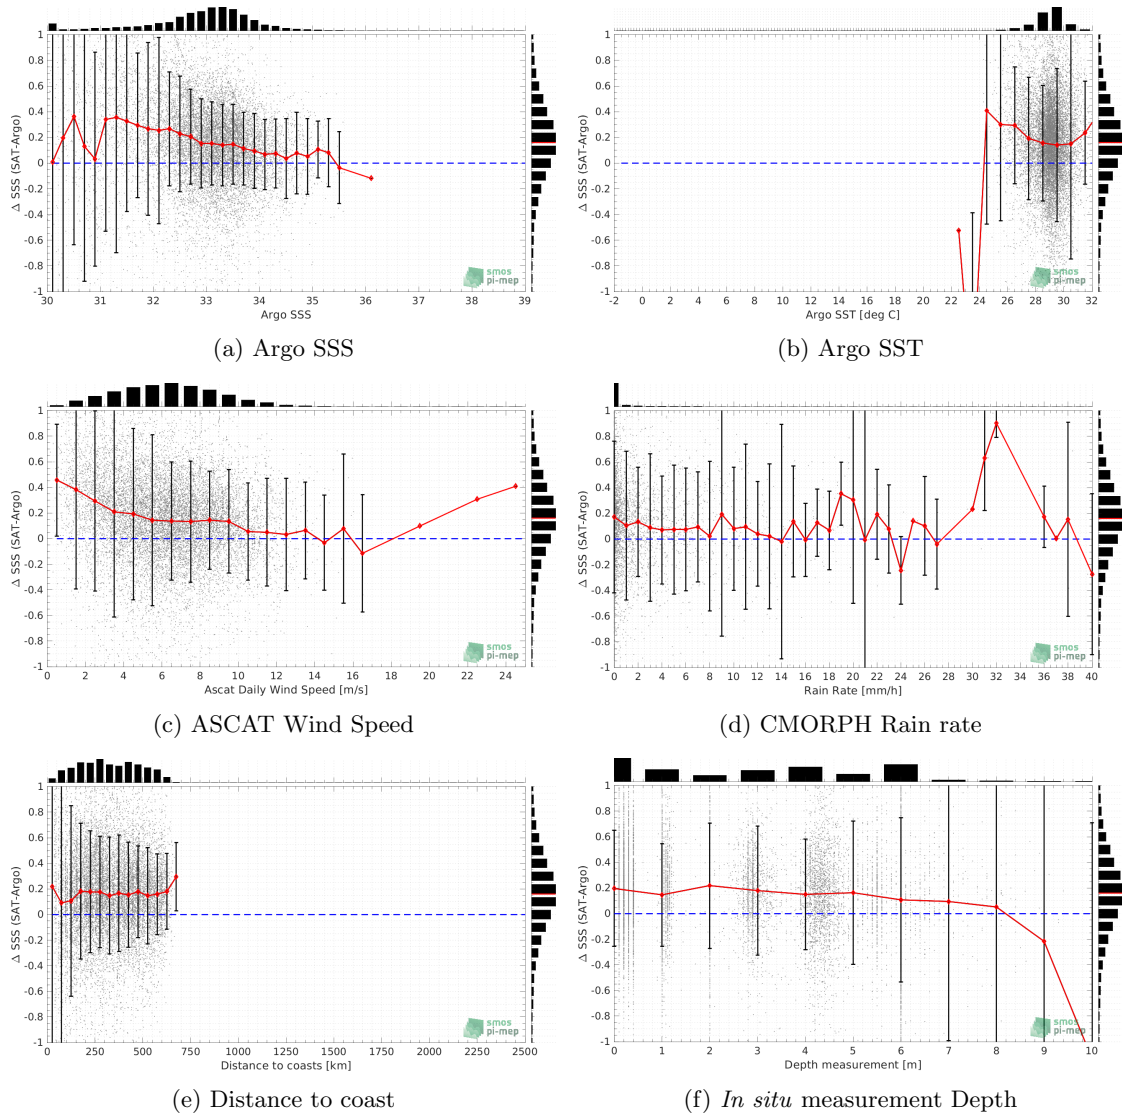 1
0.8
0.6
0.4
0.2
0
-0.2
-0.4
-0.6
-0.8
-1
Δ SSS (SAT-Argo)
30 31 32 33 34 35 36 37 38 39
Argo SSS
smos
pi-mep
(a) Argo SSS
1
0.8
0.6
0.4
0.2
0
-0.2
-0.4
-0.6
-0.8
-1
Δ SSS (SAT-Argo)
-2 0 2 4 6 8 10 12 14 16 18 20 22 24 26 28 30 32
Argo SST [deg C]
smos
pi-mep
(b) Argo SST
1
0.8
0.6
0.4
0.2
0
-0.2
-0.4
-0.6
-0.8
-1
Δ SSS (SAT-Argo)
0 2 4 6 8 10 12 14 16 18 20 22 24
Ascat Daily Wind Speed [m/s]
smos
pi-mep
(c) ASCAT Wind Speed
1
0.8
0.6
0.4
0.2
0
-0.2
-0.4
-0.6
-0.8
-1
Δ SSS (SAT-Argo)
0 2 4 6 8 10 12 14 16 18 20 22 24 26 28 30 32 34 36 38 40
Rain Rate [mm/h]
smos
pi-mep
(d) CMORPH Rain rate
1
0.8
0.6
0.4
0.2
0
-0.2
-0.4
-0.6
-0.8
-1
Δ SSS (SAT-Argo)
0 250 500 750 1000 1250 1500 1750 2000 2250 2500
Distance to coasts [km]
smos
pi-mep
(e) Distance to coast
1
0.8
0.6
0.4
0.2
0
-0.2
-0.4
-0.6
-0.8
-1
Δ SSS (SAT-Argo)
0 1 2 3 4 5 6 7 8 9 10
Depth measurement [m]
smos
pi-mep
(f) In situ measurement Depth